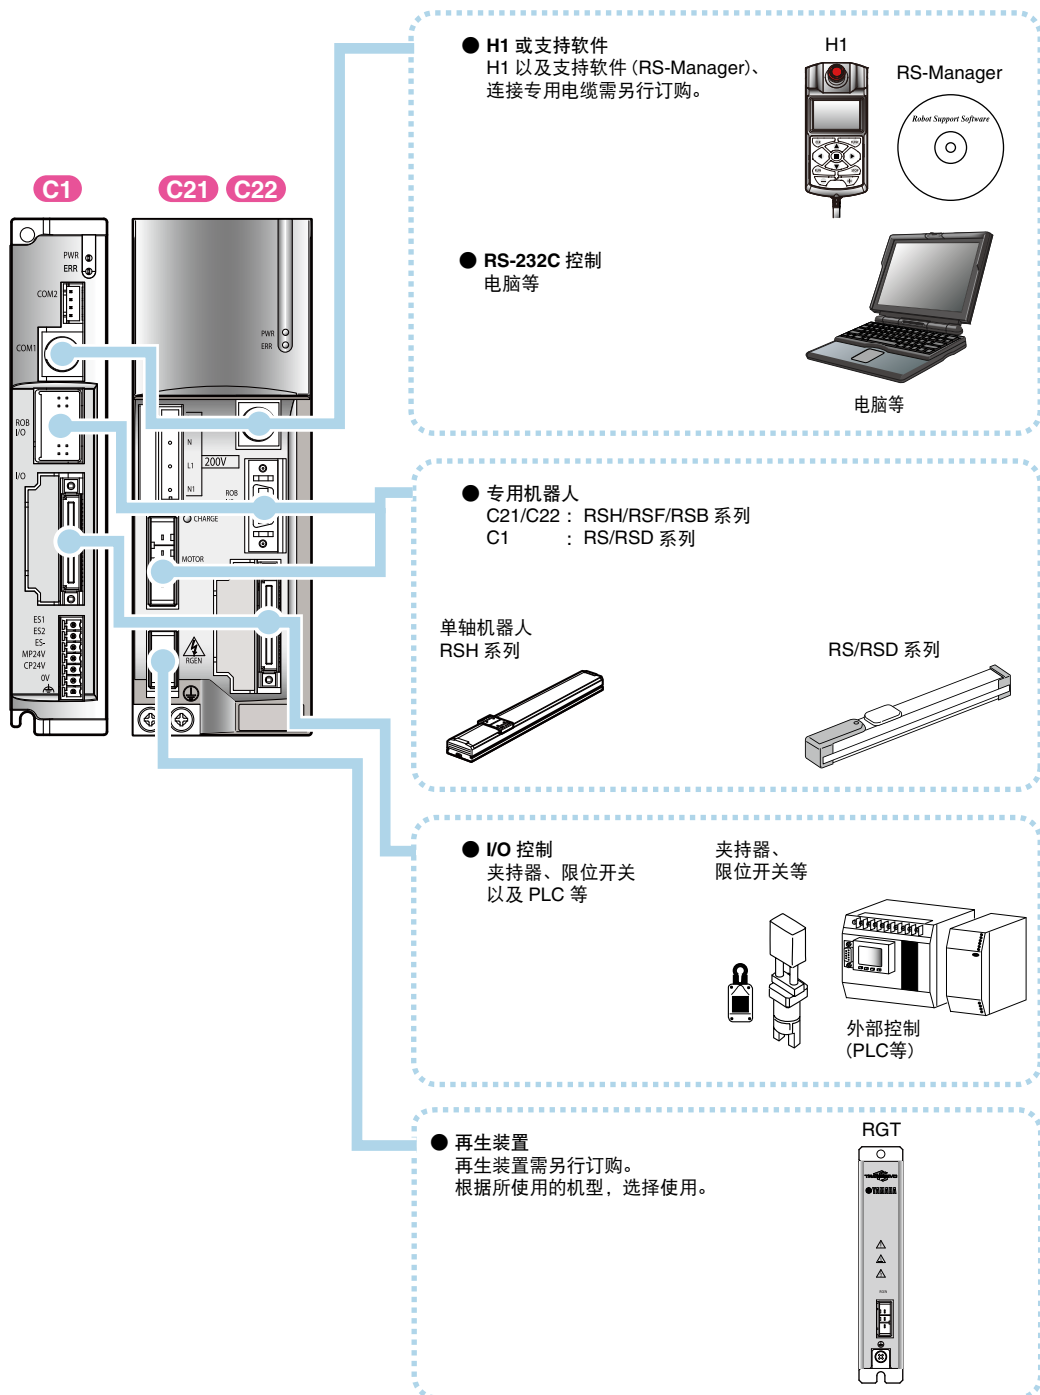 ● H1 或支持软件
H1 以及支持软件 (RS-Manager)、
连接专用电缆需另行订购。
H1
RS-Manager
Robot Support Software
● RS-232C 控制
电脑等
电脑等
C1
C21
C22
PWR
ERR
COM2
COM1
ROB
I/O
I/O
ES1
ES2
ES-
MP24V
CP24V
0V
PWR
ERR
N
L1
N1
200V
ROB
CHARGE
MOTOR
RGEN
● 专用机器人
C21/C22： RSH/RSF/RSB 系列
C1 ： RS/RSD 系列
单轴机器人
RSH 系列
RS/RSD 系列
● I/O 控制
夹持器、限位开关
以及 PLC 等
夹持器、
限位开关等
外部控制
(PLC等)
● 再生装置
再生装置需另行订购。
根据所使用的机型，选择使用。
RGT
YAMAHA